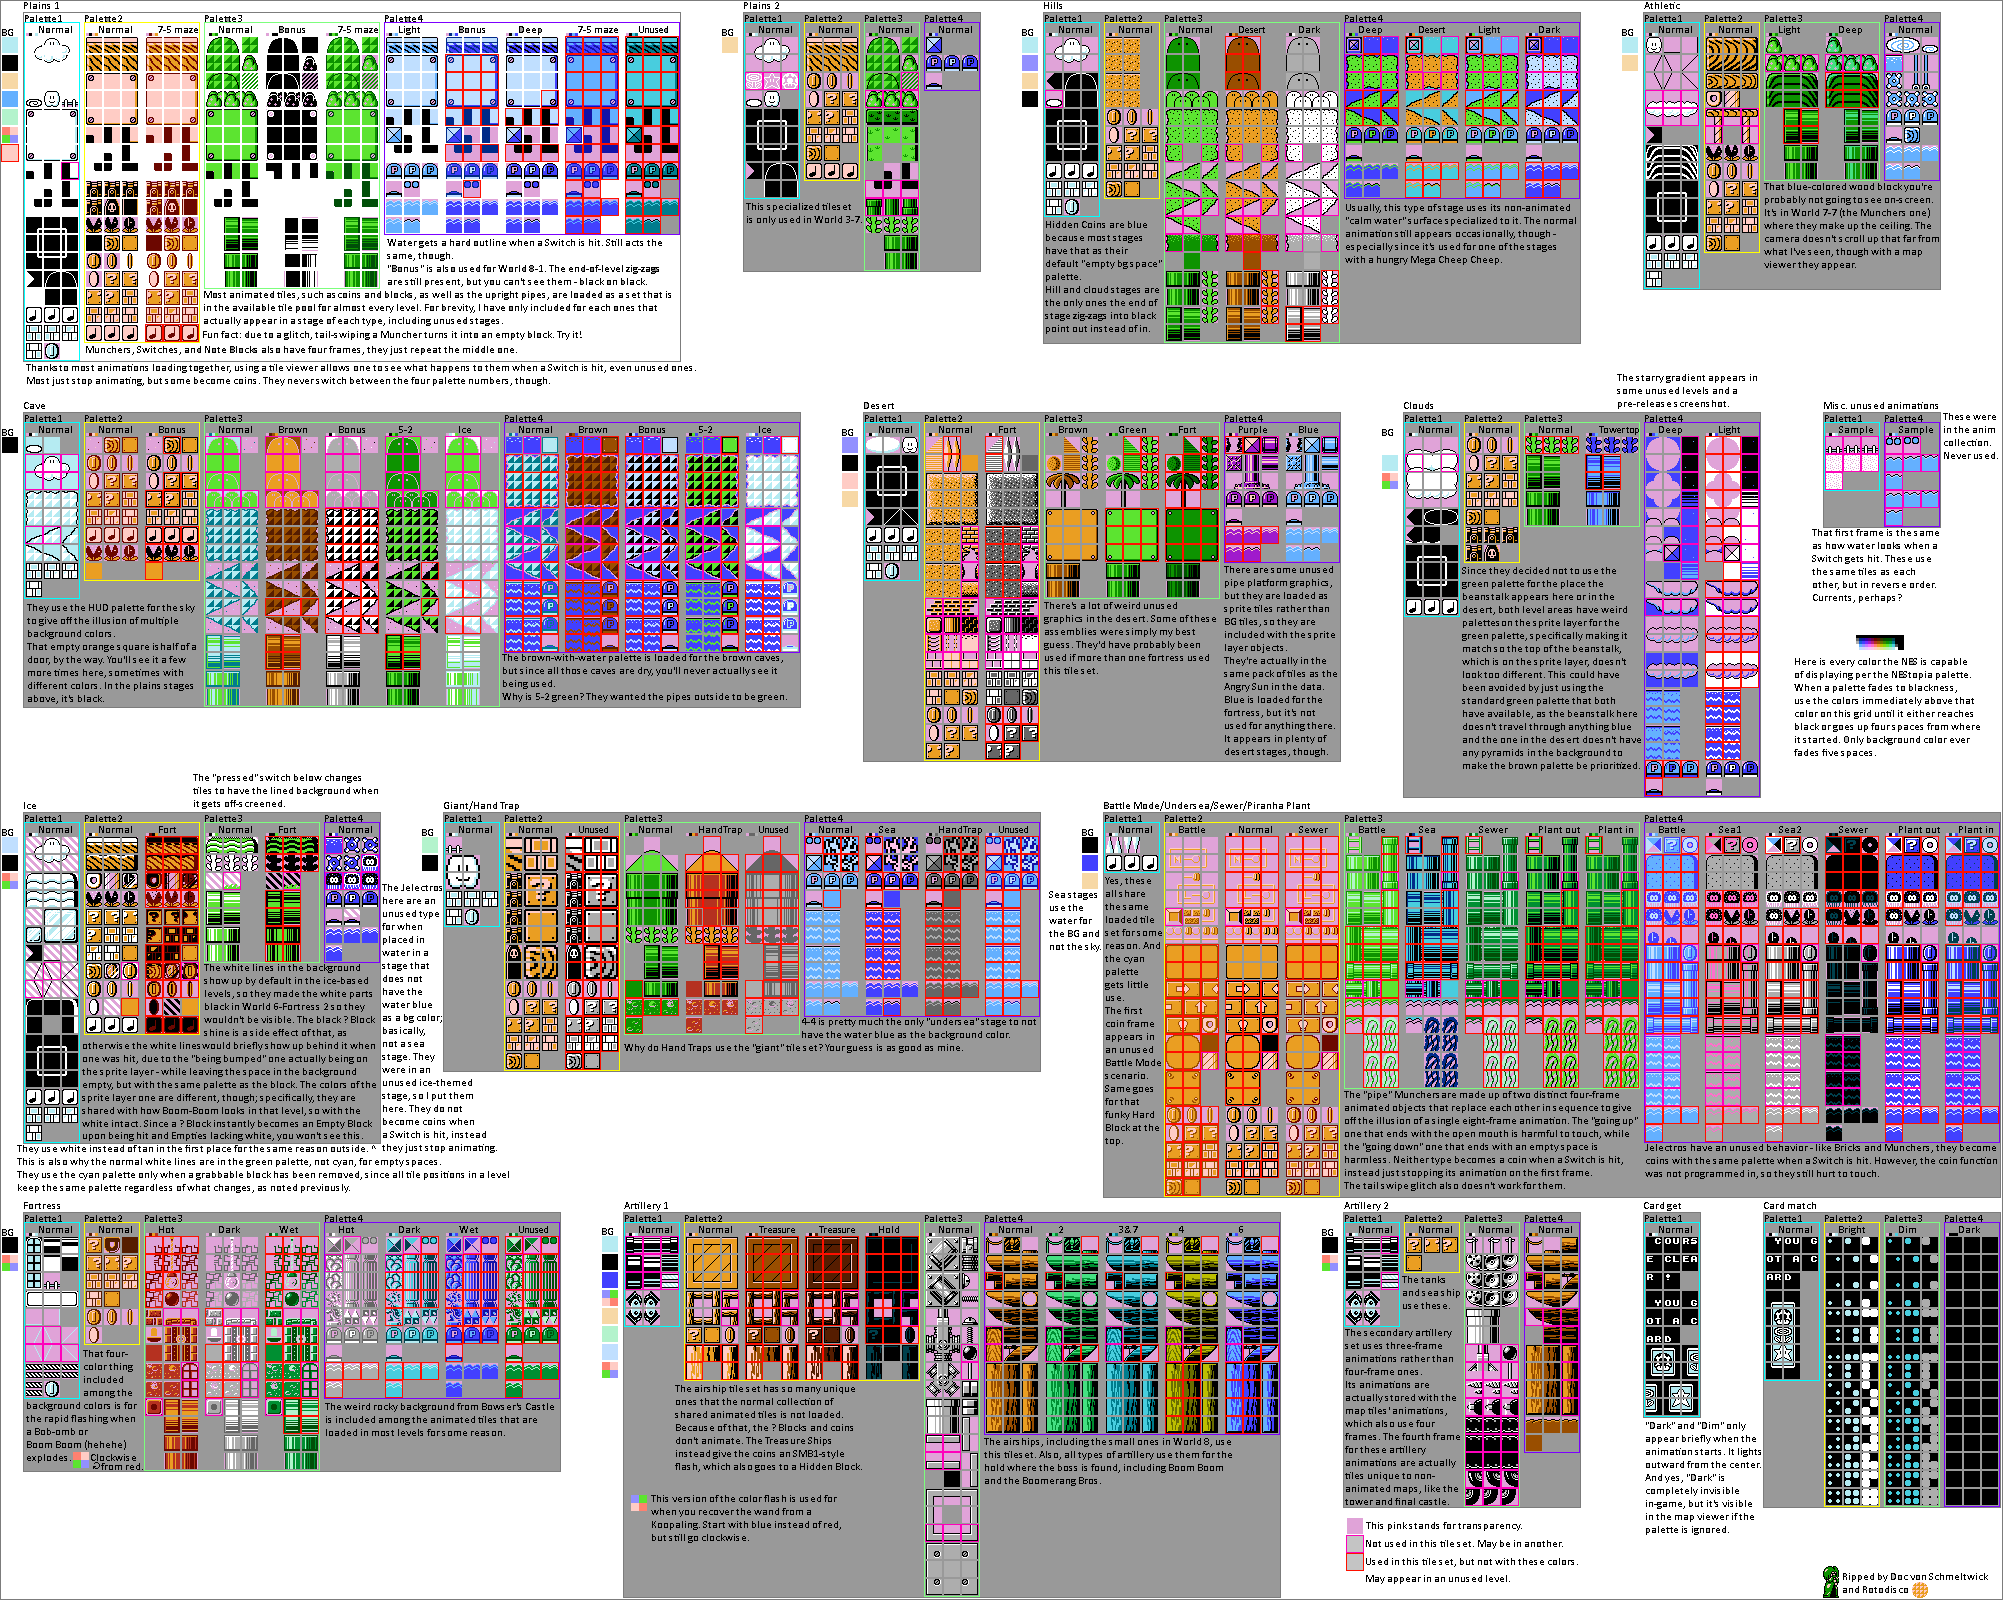 Plains 1
Palette1
Palette2
Palette3
Palette4
BG
Normal
Normal
7-5 maze
Normal
Bonus
7-5 maze
Light
Bonus
Deep
7-5 maze
Unused
Water gets a hard outline when a Switch is hit. Still acts the
same, though.
"Bonus" is also used for World 8-1. The end-of-level zig-zags
are still present, but you can't see them - black on black.
Most animated tiles, such as coins and blocks, as well as the upright pipes, are loaded as a set that is
in the available tile pool for almost every level. For brevity, I have only included for each ones that
actually appear in a stage of each type, including unused stages.
Fun fact: due to a glitch, tail-swiping a Muncher turns it into an empty block. Try it!
Munchers, Switches, and Note Blocks also have four frames, they just repeat the middle one.
Thanks to most animations loading together, using a tile viewer allows one to see what happens to them when a Switch is hit, even unused ones.
Most just stop animating, but some become coins. They never switch between the four palette numbers, though.
Plains 2
Palette1
Palette2
Palette3
Palette4
BG
Normal
Normal
Normal
Normal
This specialized tileset
is only used in World 3-7.
Hills
Palette1
Palette2
Palette3
Palette4
BG
Normal
Normal
Normal
Desert
Dark
Deep
Desert
Light
Dark
Hidden Coins are blue
because most stages
have that as their
default "empty bg space"
palette.
Hill and cloud stages are
the only ones the end of
stage zig-zags into black
point out instead of in.
Usually, this type of stage uses its non-animated
"calm water" surface specialized to it. The normal
animation still appears occasionally, though -
especially since it's used for one of the stages
with a hungry Mega Cheep Cheep.
Athletic
Palette1
Palette2
Palette3
Palette4
BG
Normal
Normal
Light
Deep
Normal
That blue-colored wood block you're
probably not going to see on-screen.
It's in World 7-7 (the Munchers one)
where they make up the ceiling. The
camera doesn't scroll up that far from
what I've seen, though with a map
viewer they appear.
Cave
Palette1
Palette2
Palette3
Palette4
BG
Normal
Normal
Bonus
Normal
Brown
Bonus
5-2
Ice
Normal
Brown
Bonus
5-2
Ice
They use the HUD palette for the sky
to give off the illusion of multiple
background colors.
That empty orange square is half of a
door, by the way. You'll see it a few
more times here, sometimes with
different colors. In the plains stages
above, it's black.
The brown-with-water palette is loaded for the brown caves,
but since all those caves are dry, you'll never actually see it
being used.
Why is 5-2 green? They wanted the pipes outside to be green.
Desert
Palette1
Palette2
Palette3
Palette4
BG
Normal
Normal
Fort
Brown
Green
Fort
Purple
Blue
There's a lot of weird unused
graphics in the desert. Some of these
assemblies were simply my best
guess. They'd have probably been
used if more than one fortress used
this tile set.
There are some unused
pipe platform graphics,
but they are loaded as
sprite tiles rather than
BG tiles, so they are
included with the sprite
layer objects.
They're actually in the
same pack of tiles as the
Angry Sun in the data.
Blue is loaded for the
fortress, but it's not
used for anything there.
It appears in plenty of
desert stages, though.
The starry gradient appears in
some unused levels and a
pre-release screenshot.
Clouds
Palette1
Palette2
Palette3
Palette4
BG
Normal
Normal
Normal
Towertop
Deep
Light
Since they decided not to use the
green palette for the place the
beanstalk appears here or in the
desert, both level areas have weird
palettes on the sprite layer for the
green palette, specifically making it
match so the top of the beanstalk,
which is on the sprite layer, doesn't
look too different. This could have
been avoided by just using the
standard green palette that both
have available, as the beanstalk here
doesn't travel through anything blue
and the one in the desert doesn't have
any pyramids in the background to
make the brown palette be prioritized.
Misc. unused animations
Palette1
Palette4
Sample
Sample
These were
in the anim
collection.
Never used.
That first frame is the same
as how water looks when a
Switch gets hit. These use
the same tiles as each
other, but in reverse order.
Currents, perhaps?
Here is every color the NES is capable
of displaying per the NEStopia palette.
When a palette fades to blackness,
use the colors immediately above that
color on this grid until it either reaches
black or goes up four spaces from where
it started. Only background color ever
fades five spaces.
The "pressed" switch below changes
tiles to have the lined background when
it gets off-screened.
Ice
Palette1
Palette2
Palette3
Palette4
BG
Normal
Normal
Fort
Normal
Fort
Normal
The white lines in the background
show up by default in the ice-based
levels, so they made the white parts
black in World 6-Fortress 2 so they
wouldn't be visible. The black ? Block
shine is a side effect of that, as
otherwise the white lines would briefly show up behind it when
one was hit, due to the "being bumped" one actually being on
the sprite layer - while leaving the space in the background
empty, but with the same palette as the block. The colors of the
sprite layer one are different, though; specifically, they are
shared with how Boom-Boom looks in that level, so with the
white intact. Since a ? Block instantly becomes an Empty Block
upon being hit and Empties lacking white, you won't see this.
They use white instead of tan in the first place for the same reason outside. ^
This is also why the normal white lines are in the green palette, not cyan, for empty spaces.
They use the cyan palette only when a grabbable block has been removed, since all tile positions in a level
keep the same palette regardless of what changes, as noted previously.
The Jelectros
here are an
unused type
for when
placed in
water in a
stage that
does not
have the
water blue
as a bg color;
basically,
not a sea
stage. They
were in an
unused ice-themed
stage, so I put them
here. They do not
become coins when
a Switch is hit, instead
they just stop animating.
Giant/Hand Trap
Palette1
Palette2
Palette3
Palette4
BG
Normal
Normal
Unused
Normal
HandTrap
Unused
Normal
Sea
HandTrap
Unused
4-4 is pretty much the only "undersea" stage to not
have the water blue as the background color.
Why do Hand Traps use the "giant" tile set? Your guess is as good as mine.
Battle Mode/Undersea/Sewer/Piranha Plant
Palette1
Palette2
Palette3
Palette4
BG
Normal
Battle
Normal
Sewer
Battle
Sea
Sewer
Plant out
Plant in
Battle
Sea1
Sea2
Sewer
Plant out
Plant in
Sea stages
use the
water for
the BG and
not the sky.
Yes, these
all share
the same
loaded tile
set for some
reason. And
the cyan
palette
gets little
use.
The first
coin frame
appears in
an unused
Battle Mode
scenario.
Same goes
for that
funky Hard
Block at the
top.
The "pipe" Munchers are made up of two distinct four-frame
animated objects that replace each other in sequence to give
off the illusion of a single eight-frame animation. The "going up"
one that ends with the open mouth is harmful to touch, while
the "going down" one that ends with an empty space is
harmless. Neither type becomes a coin when a Switch is hit,
instead just stopping its animation on the first frame.
The tail swipe glitch also doesn't work for them.
Jelectros have an unused behavior - like Bricks and Munchers, they become
coins with the same palette when a Switch is hit. However, the coin function
was not programmed in, so they still hurt to touch.
Fortress
Palette1
Palette2
Palette3
Palette4
BG
Normal
Normal
Hot
Dark
Wet
Hot
Dark
Wet
Unused
That four-
color thing
included
among the
background colors is for
the rapid flashing when
a Bob-omb or
Boom Boom (hehehe)
explodes.
Clockwise
from red.
The weird rocky background from Bowser's Castle
is included among the animated tiles that are
loaded in most levels for some reason.
Artillery 1
Palette1
Palette2
Palette3
Palette4
BG
Normal
Normal
Treasure
Treasure
Hold
Normal
Normal
2
3&7
4
6
The airship tile set has so many unique
ones that the normal collection of
shared animated tiles is not loaded.
Because of that, the ? Blocks and coins
don't animate. The Treasure Ships
instead give the coins an SMB1-style
flash, which also goes to a Hidden Block.
This version of the color flash is used for
when you recover the wand from a
Koopaling. Start with blue instead of red,
but still go clockwise.
The airships, including the small ones in World 8, use
this tileset. Also, all types of artillery use them for the
hold where the boss is found, including Boom Boom
and the Boomerang Bros.
Artillery 2
Palette1
Palette2
Palette3
Palette4
BG
Normal
Normal
Normal
Normal
The tanks
and sea ship
use these.
The secondary artillery
set uses three-frame
animations rather than
four-frame ones.
Its animations are
actually stored with the
map tiles' animations,
which also use four
frames. The fourth frame
for these artillery
animations are actually
tiles unique to non-
animated maps, like the
tower and final castle.
This pink stands for transparency.
Not used in this tile set. May be in another.
Used in this tile set, but not with these colors.
May appear in an unused level.
Card get
Palette1
Normal
COURS
E CLEA
R !
YOU G
OT A C
ARD
"Dark" and "Dim" only
appear briefly when the
animation starts. It lights
outward from the center.
And yes, "Dark" is
completely invisible
in-game, but it's visible
in the map viewer if the
palette is ignored.
Card match
Palette1
Palette2
Palette3
Palette4
Normal
Bright
Dim
Dark
YOU G
OT A C
ARD
Ripped by Doc von Schmeltwick
and Rotodisco